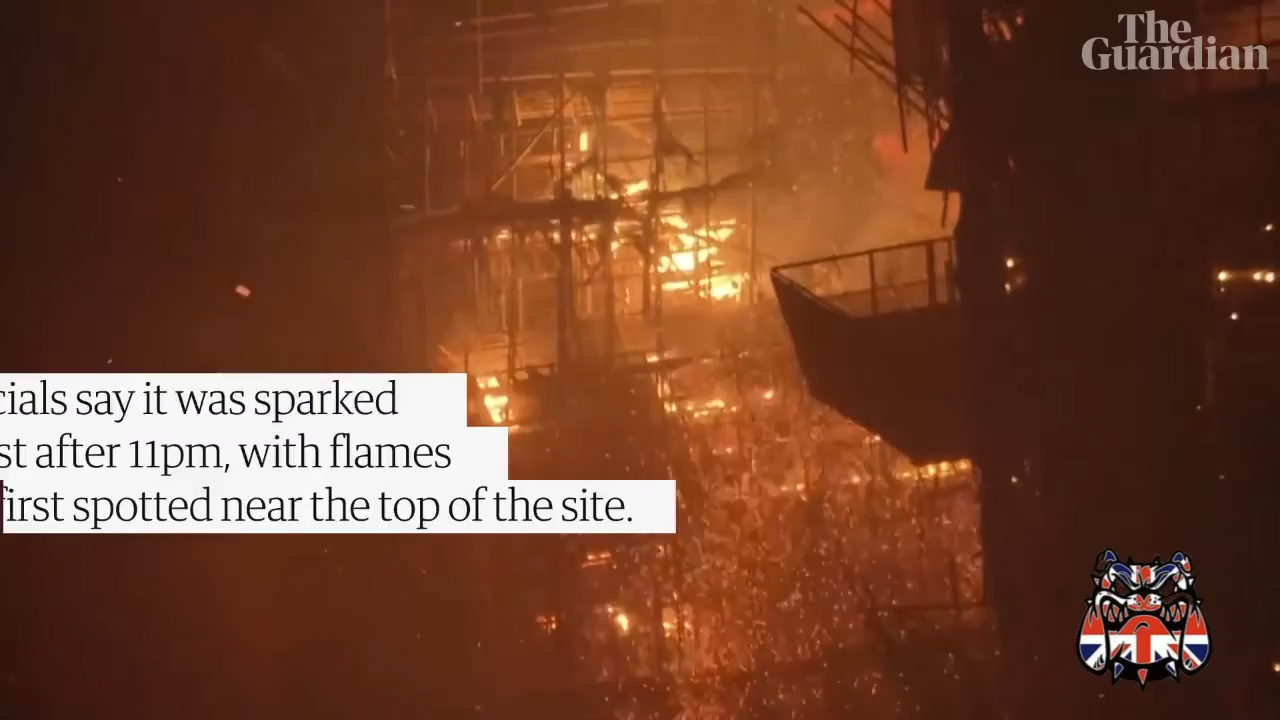 The
Guardian
cials say it was sparked
st after 11pm, with flames
first spotted near the top of the site.